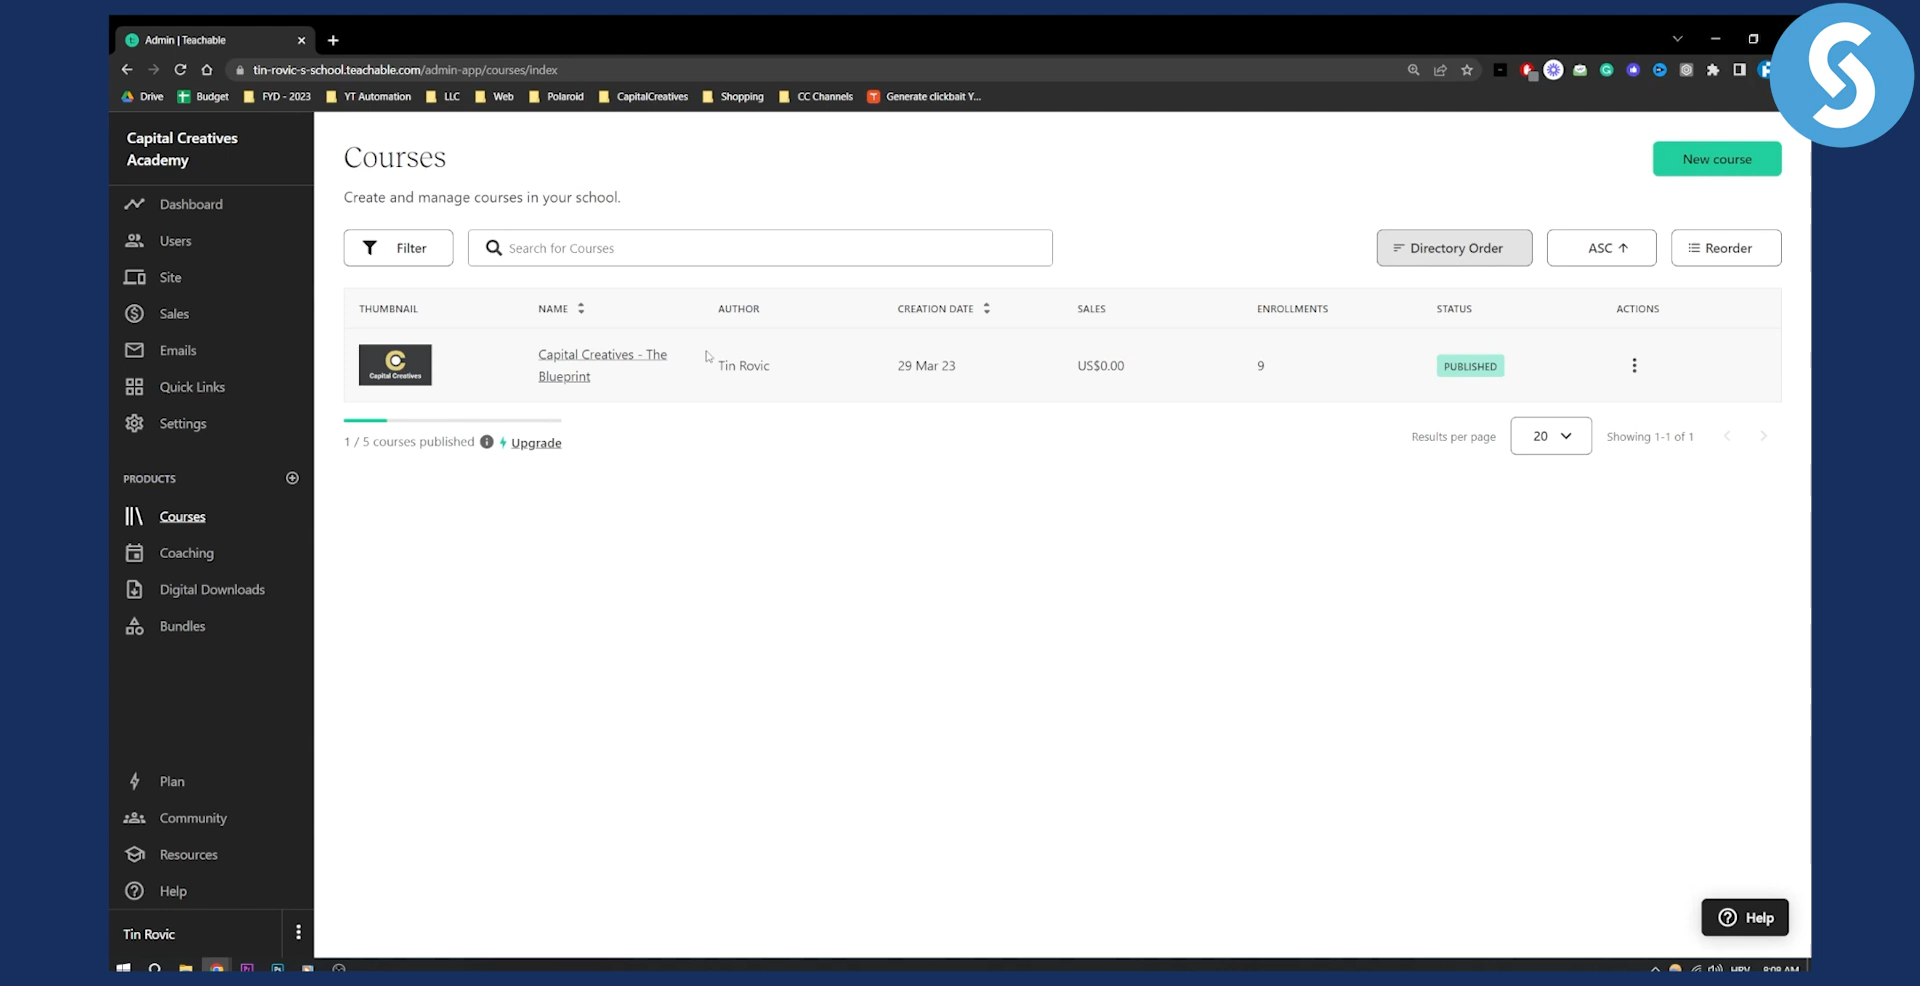 Admin | Teachable
tin-rovic-s-school.teachable.com/admin-app/courses/index
Drive Budget FYD - 2023 YT Automation LLC Web Polaroid CapitalCreatives Shopping CC Channels Generate clickbait Y...
Capital Creatives
Academy
Dashboard
Users
Site
Sales
Emails
Quick Links
Settings
PRODUCTS
Courses
Coaching
Digital Downloads
Bundles
Plan
Community
Resources
Help
Tin Rovic
Courses
New course
Create and manage courses in your school.
Filter Search for Courses Directory Order ASC ↑ Reorder
THUMBNAIL NAME AUTHOR CREATION DATE SALES ENROLLMENTS STATUS ACTIONS
Capital Creatives
Capital Creatives - The
Blueprint
Tin Rovic 29 Mar 23 US$0.00 9 PUBLISHED
1 / 5 courses published Upgrade
Results per page 20 Showing 1-1 of 1
Help
HRV 8:08 AM